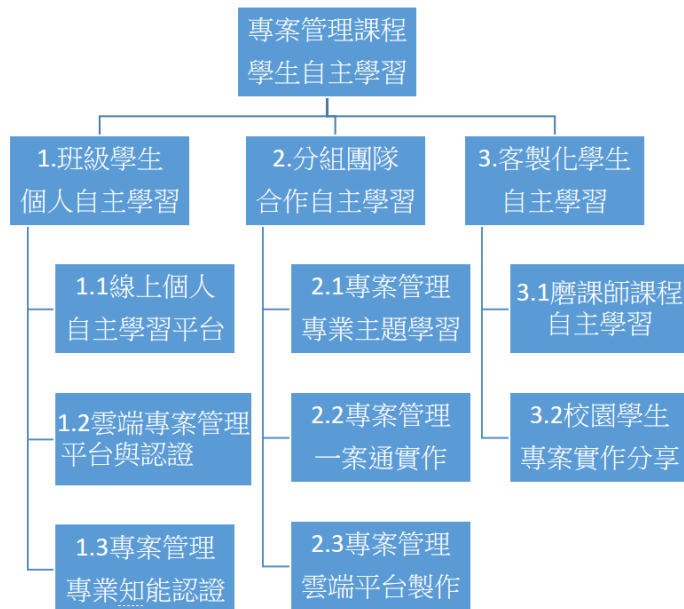 專案管理課程
學生自主學習
1.班級學生
個人自主學習
2.分組團隊
合作自主學習
3.客製化學生
自主學習
1.1線上個人
自主學習平台
2.1專案管理
專業主題學習
3.1磨課師課程
自主學習
1.2雲端專案管理
平台與認證
2.2專案管理
一案通實作
3.2校園學生
專案實作分享
1.3專案管理
專業知能認證
2.3專案管理
雲端平台製作